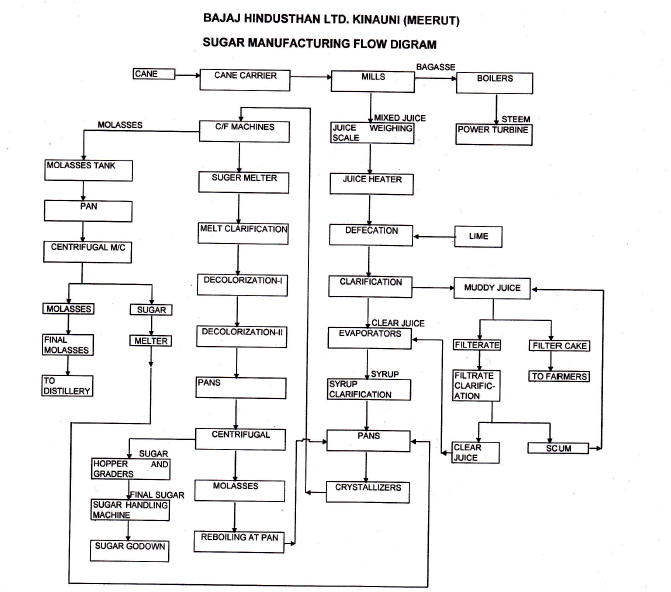 BAJAJ HINDUSTHAN LTD. KINAUNI (MEERUT)
SUGAR MANUFACTURING FLOW DIGRAM
CANE
CANE CARRIER
MILLS
BAGASSE
BOILERS
STEEM
POWER TURBINE
MIXED JUICE
JUICE WEIGHING
SCALE
MOLASSES
C/F MACHINES
MOLASSES TANK
SUGER MELTER
JUICE HEATER
PAN
MELT CLARIFICATION
DEFECATION
LIME
CENTRIFUGAL M/C
DECOLORIZATION-I
CLARIFICATION
MUDDY JUICE
MOLASSES
SUGAR
CLEAR JUICE
DECOLORIZATION-II
EVAPORATORS
FINAL
MOLASSES
MELTER
FILTERATE
FILTER CAKE
TO
DISTILLERY
PANS
SYRUP
SYRUP
CLARIFICATION
FILTRATE
CLARIFIC-
ATION
TO FAIRMERS
CENTRIFUGAL
PANS
CLEAR
JUICE
SCUM
SUGAR
HOPPER AND
GRADERS
MOLASSES
CRYSTALLIZERS
FINAL SUGAR
SUGAR HANDLING
MACHINE
REBOILING AT PAN
SUGAR GODOWN